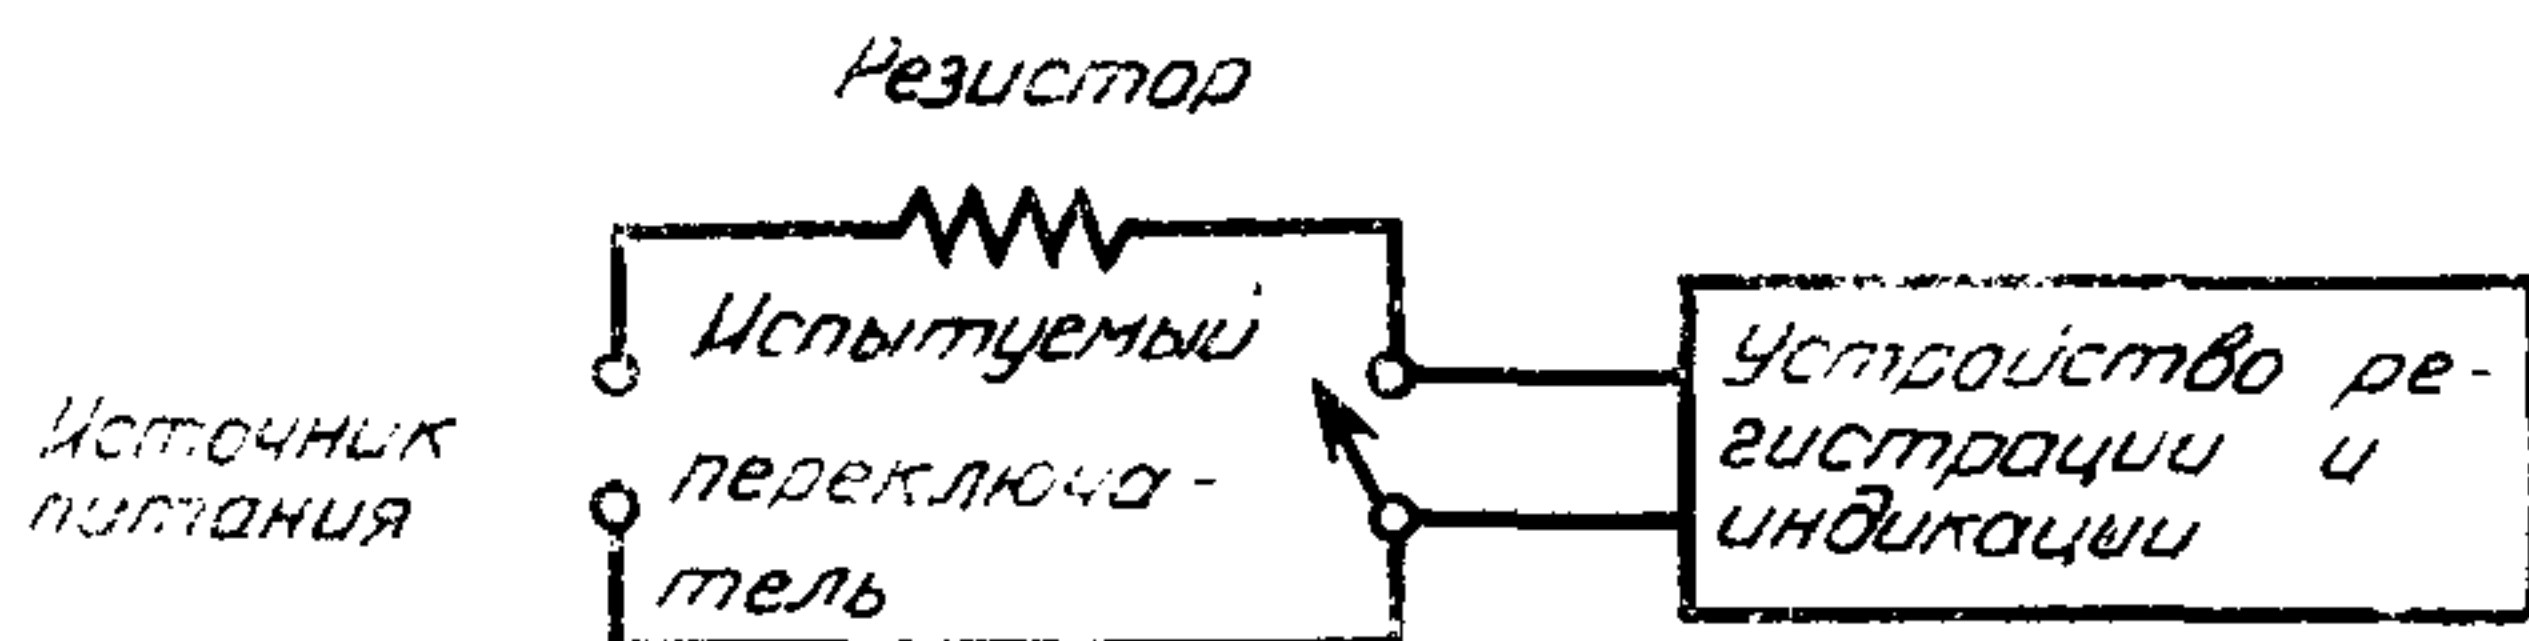 Резистор
Испытуемый
переключа-
тель
Источник
питания
Устройство ре-
гистрации и
индикации